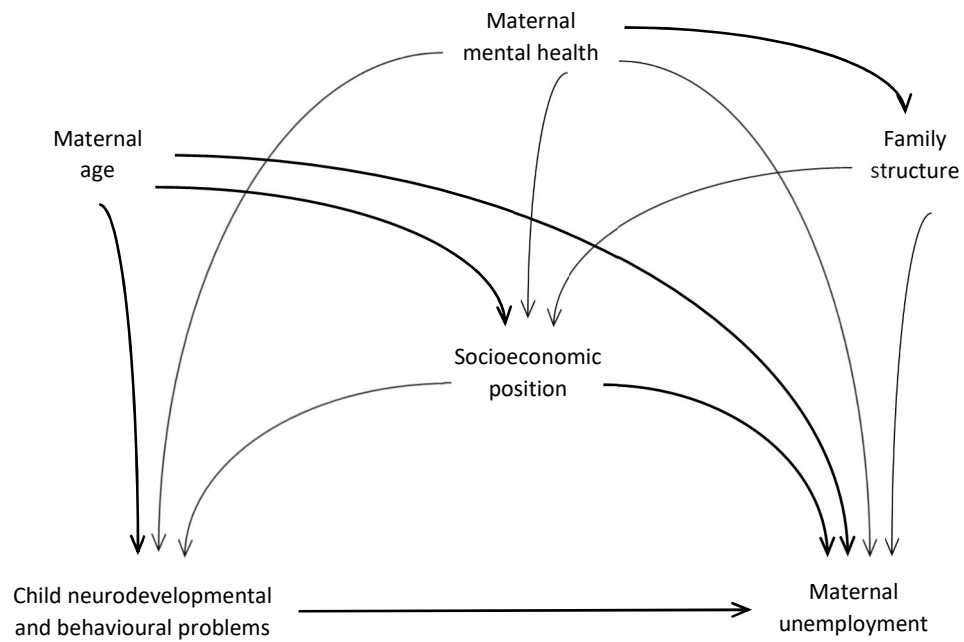 Maternal
mental health
Maternal
age
Family
structure
Socioeconomic
position
Child neurodevelopmental
and behavioural problems
Maternal
unemployment